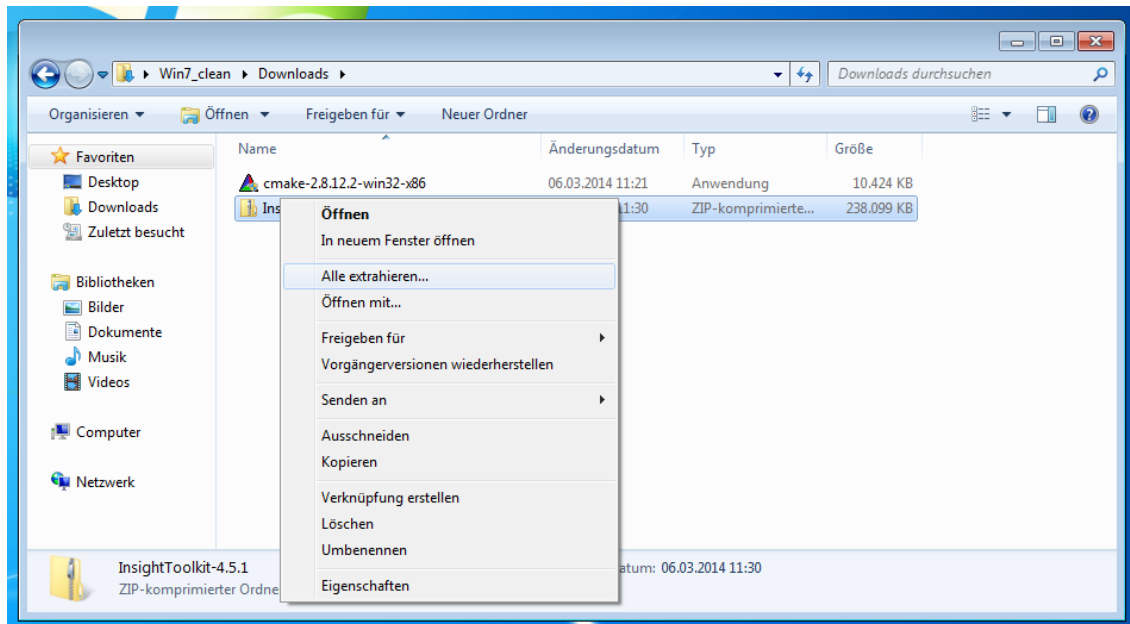 Win7_clean ▸ Downloads ▸
Downloads durchsuchen
Organisieren
Öffnen
Freigeben für
Neuer Ordner
Name
Änderungsdatum
Typ
Größe
Favoriten
Desktop
Downloads
Zuletzt besucht
Bibliotheken
Bilder
Dokumente
Musik
Videos
Computer
Netzwerk
cmake-2.8.12.2-win32-x86 06.03.2014 11:21 Anwendung 10.424 KB
Ins 11:30 ZIP-komprimierte... 238.099 KB
Öffnen
In neuem Fenster öffnen
Alle extrahieren...
Öffnen mit...
Freigeben für
Vorgängerversionen wiederherstellen
Senden an
Ausschneiden
Kopieren
Verknüpfung erstellen
Löschen
Umbenennen
Eigenschaften
InsightToolkit-4.5.1
atum: 06.03.2014 11:30
ZIP-komprimierter Ordne